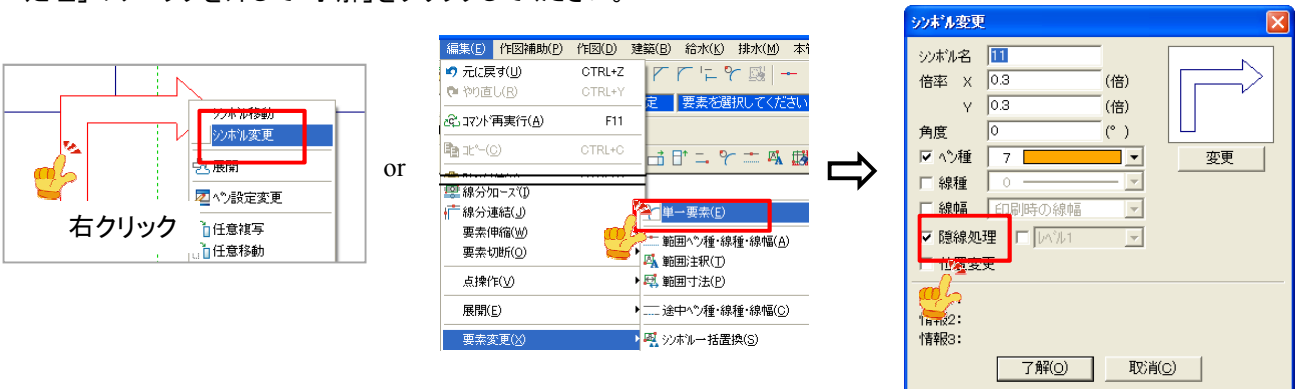 シンボル移動
シンボル変更
展開
ペン設定変更
任意複写
任意移動
右クリック
or
編集(E) 作図補助(P) 作図(D) 建築(B) 給水(K) 排水(M)
元に戻す(U) CTRL+Z
やり直し(R) CTRL+Y
要素を選択してください
コマンド再実行(A) F11
コピー(C) CTRL+C
線分クローズ(I)
線分連結(J)
要素伸縮(W)
要素切断(O)
点操作(V)
展開(E)
要素変更(X)
単一要素(E)
範囲ペン種・線種・線幅(A)
範囲注釈(T)
範囲寸法(P)
途中ペン種・線種・線幅(C)
シンボル一括置換(S)
シンボル変更
シンボル名 11
倍率 X 0.3 (倍)
Y 0.3 (倍)
角度 0 (°)
ペン種 7
線種 0
線幅 印刷時の線幅
隠線処理 レベル1
位置変更
変更
情報2:
情報3:
了解(O) 取消(C)